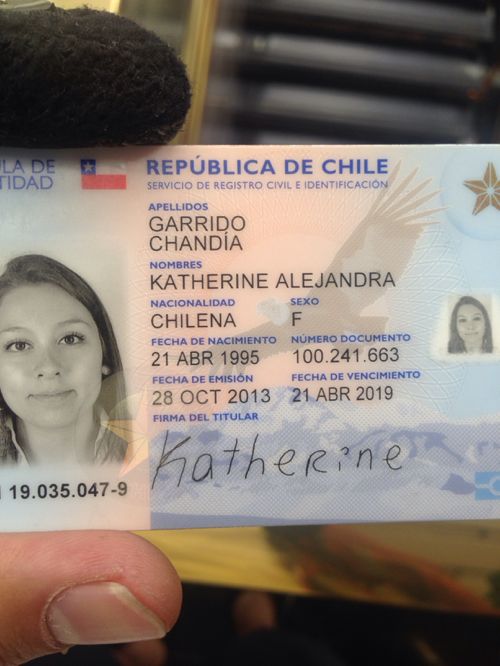 ULA DE
TIDAD
REPÚBLICA DE CHILE
SERVICIO DE REGISTRO CIVIL E IDENTIFICACIÓN
APELLIDOS
GARRIDO
CHANDÍA
NOMBRES
KATHERINE ALEJANDRA
NACIONALIDAD SEXO
CHILENA F
FECHA DE NACIMIENTO NÚMERO DOCUMENTO
21 ABR 1995 100.241.663
FECHA DE EMISIÓN FECHA DE VENCIMIENTO
28 OCT 2013 21 ABR 2019
FIRMA DEL TITULAR
Katherine
19.035.047-9